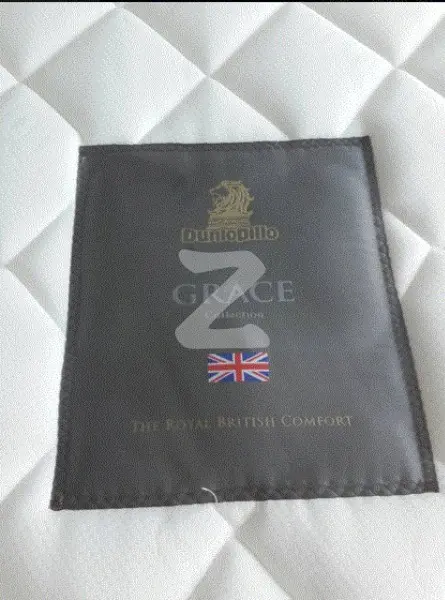 Dunlopillo
GRACE
Collection
THE ROYAL BRITISH COMFORT
Z